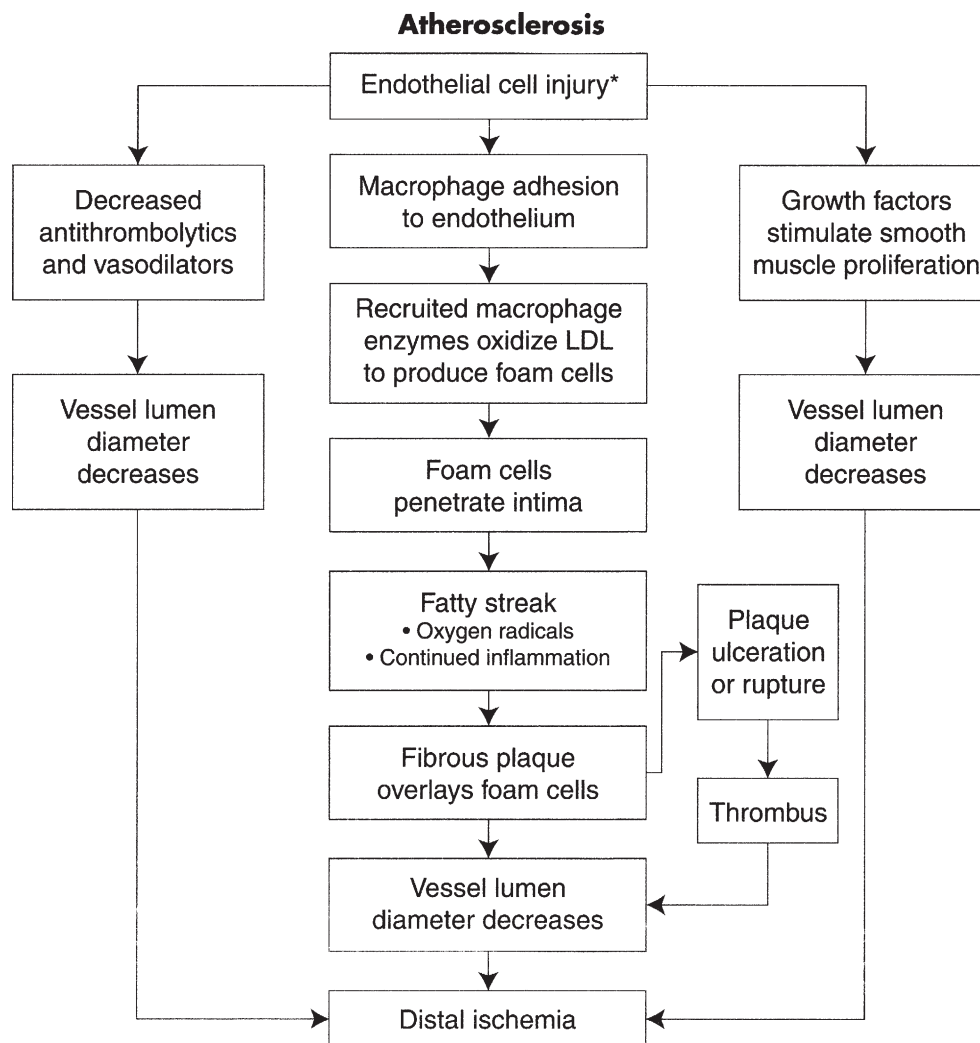 Atherosclerosis
Endothelial cell injury*
Decreased
antithrombolytics
and vasodilators
Macrophage adhesion
to endothelium
Growth factors
stimulate smooth
muscle proliferation
Recruited macrophage
enzymes oxidize LDL
to produce foam cells
Vessel lumen
diameter
decreases
Vessel lumen
diameter
decreases
Foam cells
penetrate intima
Fatty streak
• Oxygen radicals
• Continued inflammation
Plaque
ulceration
or rupture
Fibrous plaque
overlays foam cells
Thrombus
Vessel lumen
diameter decreases
Distal ischemia